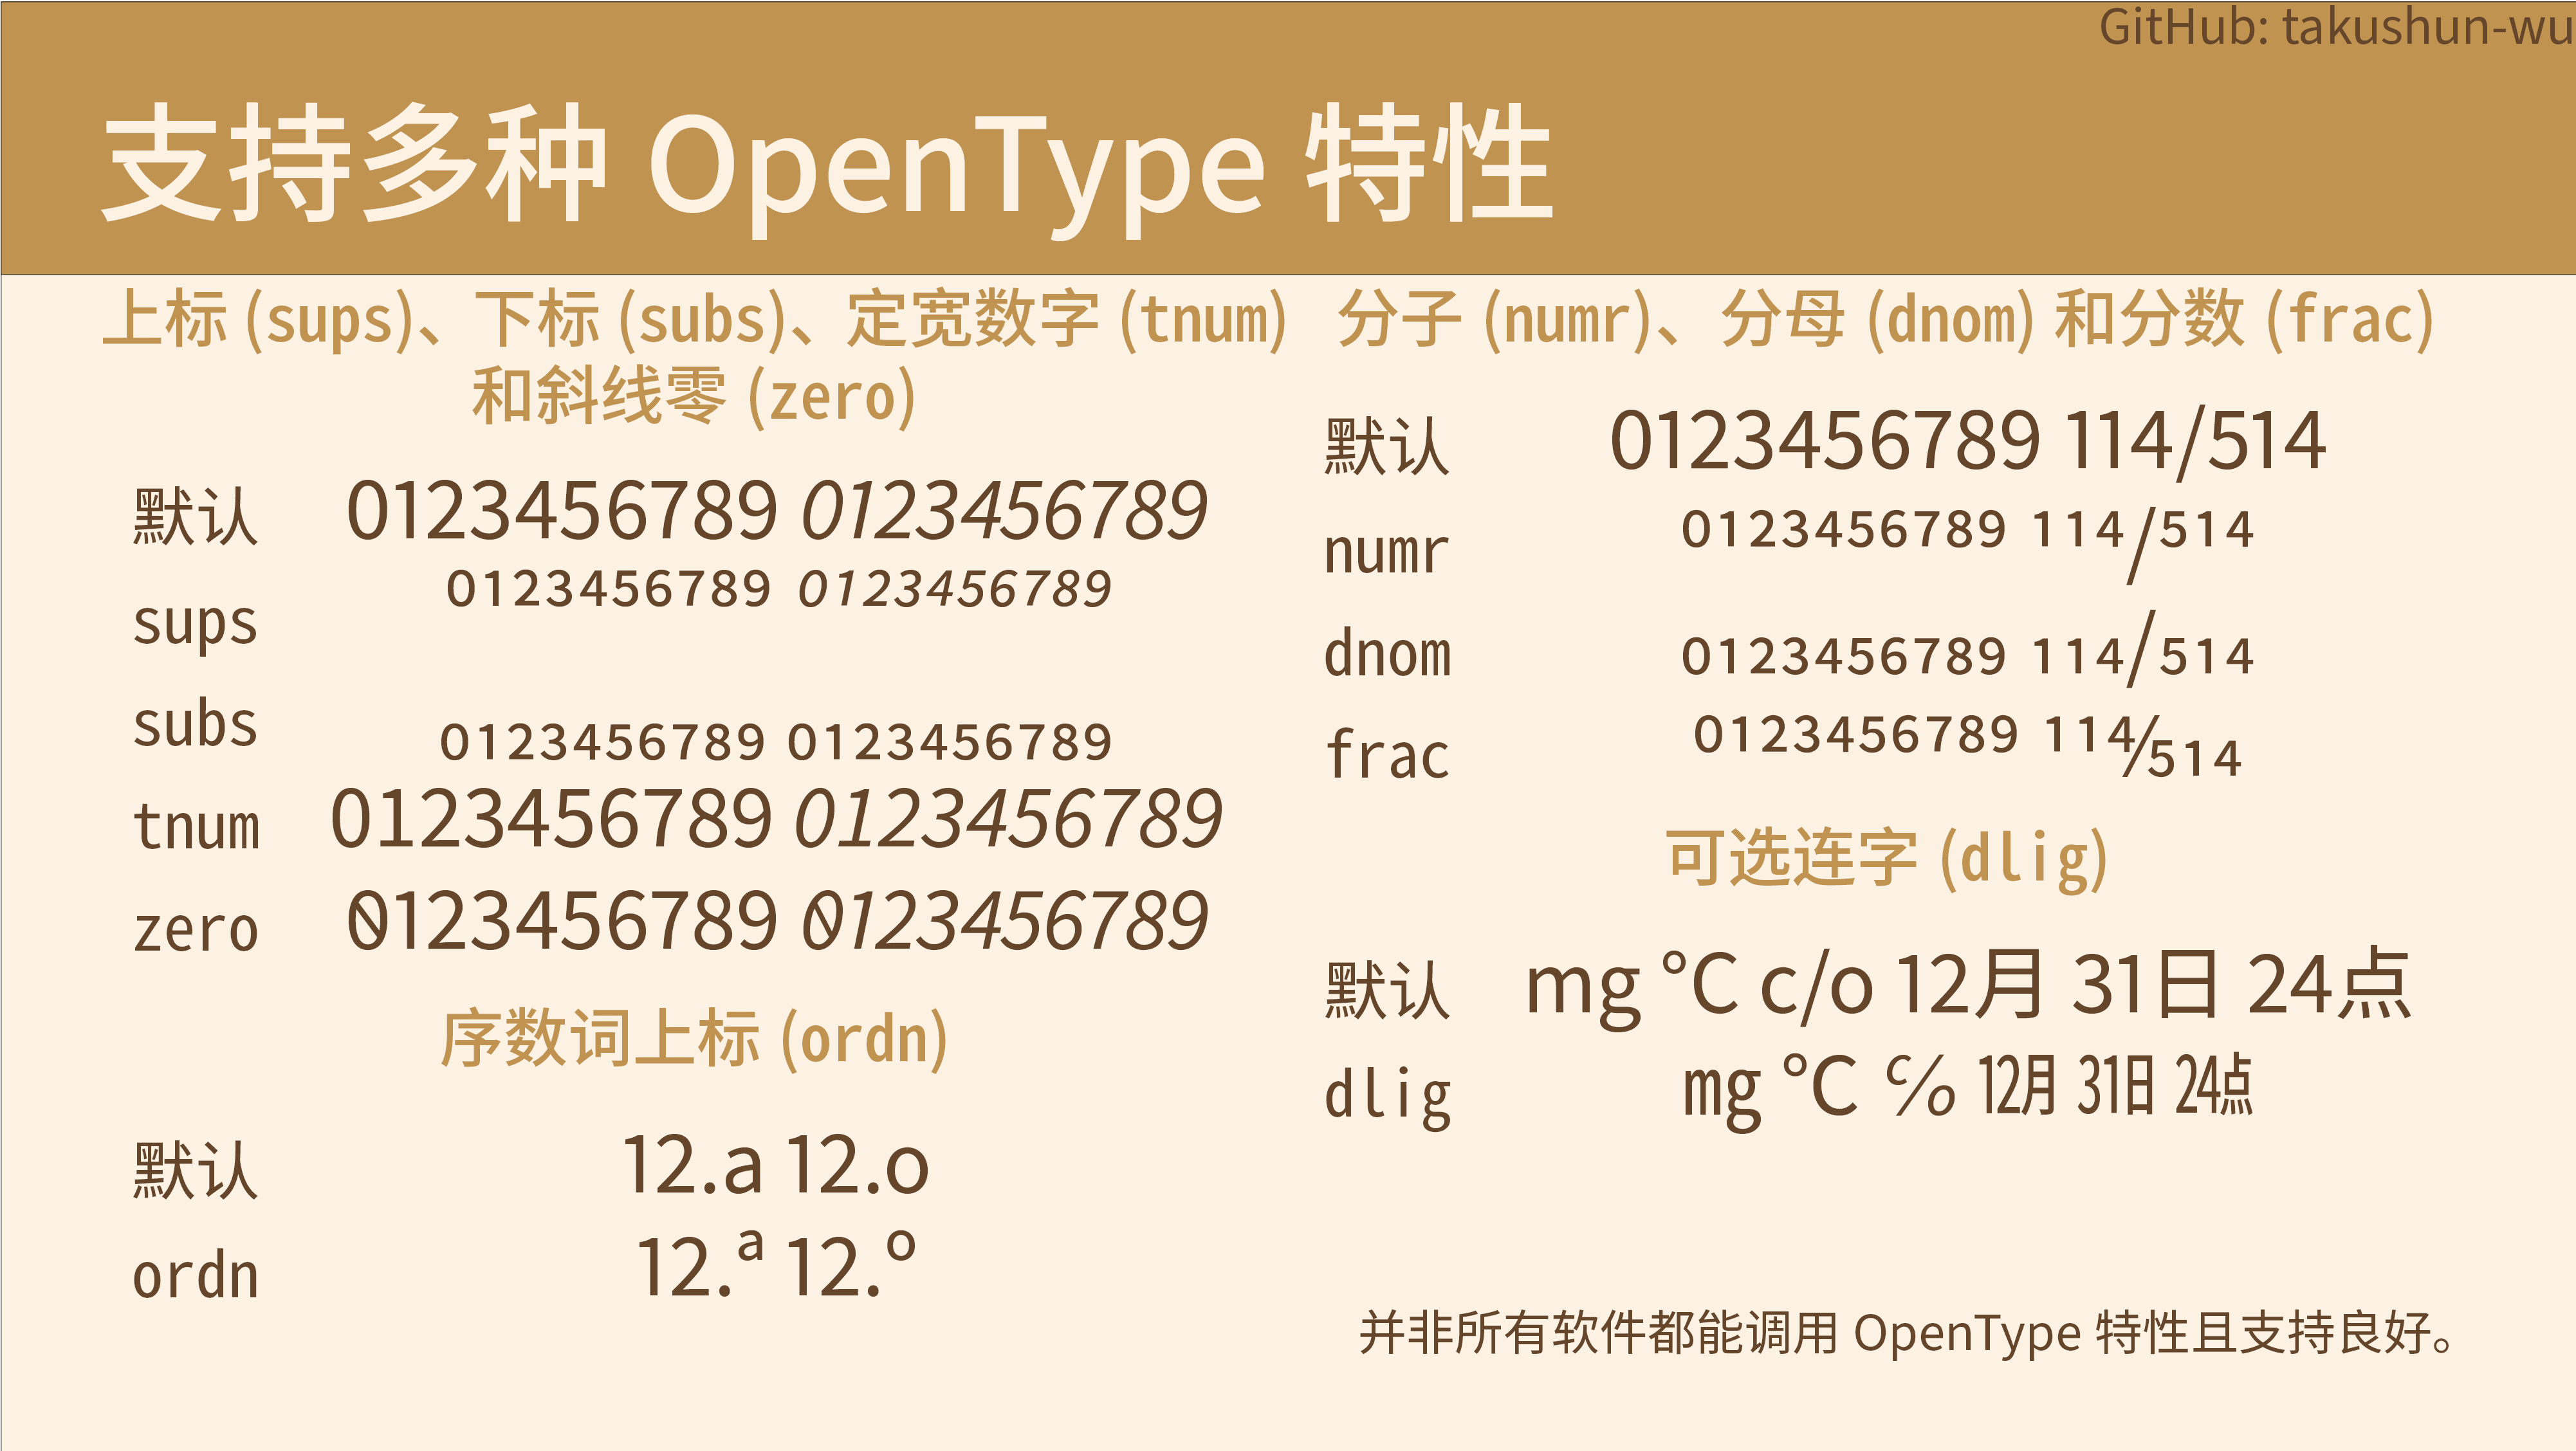 GitHub: takushun-wu
支持多种 OpenType 特性
上标 (sups)、下标 (subs)、定宽数字 (tnum)
和斜线零 (zero)
默认 0123456789 0123456789
sups 0123456789 0123456789
subs 0123456789 0123456789
tnum 0123456789 0123456789
zero 0123456789 0123456789
序数词上标 (ordn)
默认 12.a 12.o
ordn 12.ª 12.º
分子 (numr)、分母 (dnom) 和分数 (frac)
默认 0123456789 114/514
numr 0123456789 114/514
dnom 0123456789 114/514
frac 0123456789 114⁄514
可选连字 (dlig)
默认 mg °C c/o 12月 31日 24点
dlig ㎎ ℃ ℅ ㋋ ㏾ ㍰
并非所有软件都能调用 OpenType 特性且支持良好。